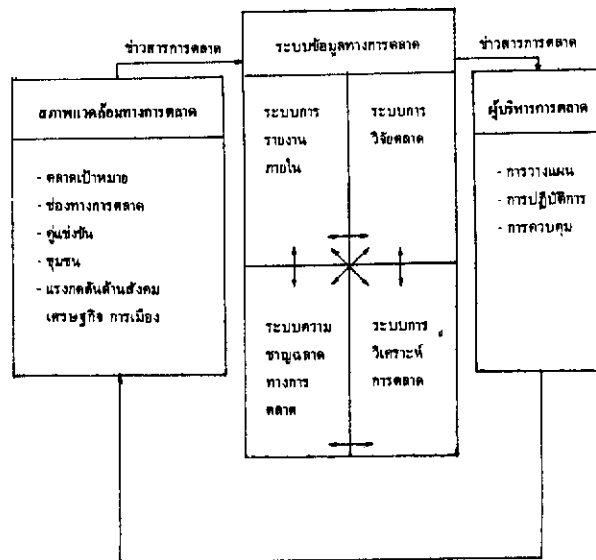 ข่าวสารการตลาด
ระบบข้อมูลทางการตลาด
ข่าวสารการตลาด
สภาพแวดล้อมทางการตลาด
- ตลาดเป้าหมาย
- ช่องทางการตลาด
- คู่แข่งขัน
- ชุมชน
- แรงกดดันด้านสังคม
เศรษฐกิจ การเมือง
ระบบการ
รายงาน
ภายใน
ระบบการ
วิจัยตลาด
ระบบความ
ชาญฉลาด
ทางการ
ตลาด
ระบบการ
วิเคราะห์
การตลาด
ผู้บริหารการตลาด
- การวางแผน
- การปฏิบัติการ
- การควบคุม